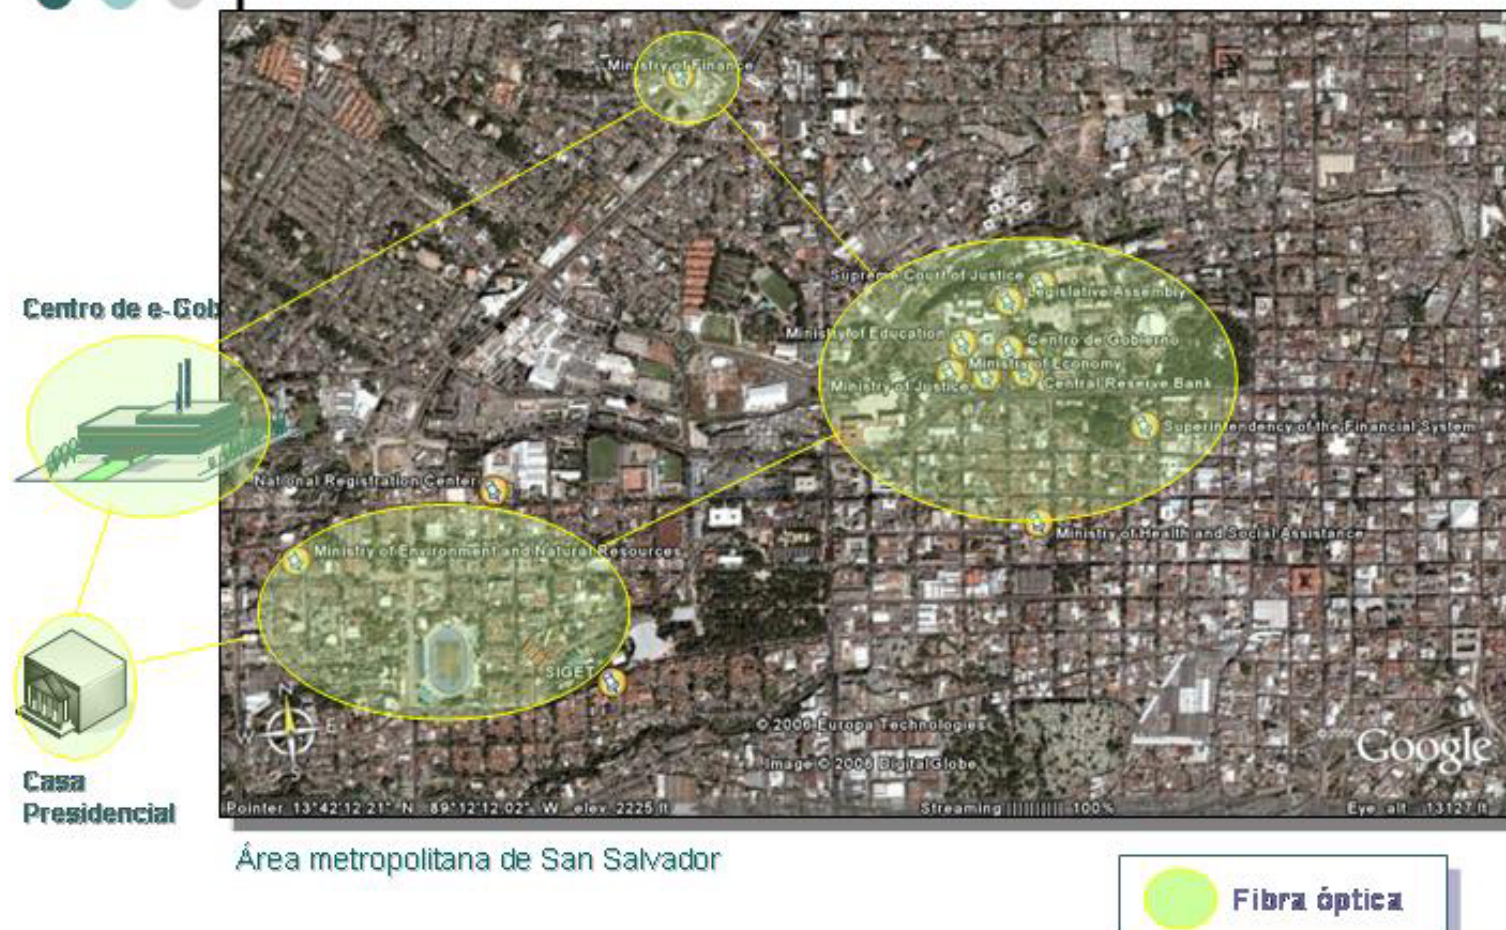 Ministry of Finance
Supreme Court of Justice
Legislative Assembly
Centro de e-Gob
Ministry of Education
Centro de Gobierno
Ministry of Economy
Ministry of Justice
Central Reserve Bank
Superintendency of the Financial System
National Registration Center
Ministry of Health and Social Assistance
Ministry of Environment and Natural Resources
SIGET
N
W
E
S
© 2006 Europa Technologies
Image © 2006 DigitalGlobe
Google
Casa
Presidencial
Pointer 13°42'12.21" N 89°12'12.02" W elev 2225 ft
Streaming |||||||||| 100%
Eye alt 13127 ft
Área metropolitana de San Salvador
Fibra óptica